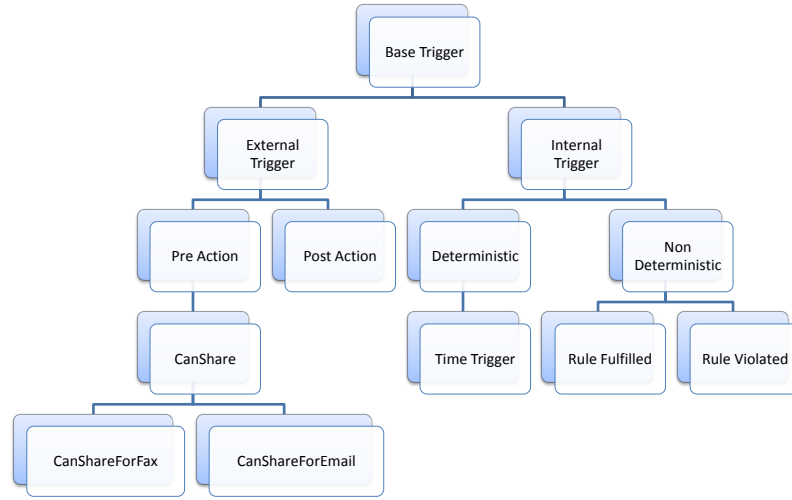 Base Trigger
External
Trigger
Internal
Trigger
Pre Action
Post Action
Deterministic
Non
Deterministic
CanShare
Time Trigger
Rule Fulfilled
Rule Violated
CanShareForFax
CanShareForEmail